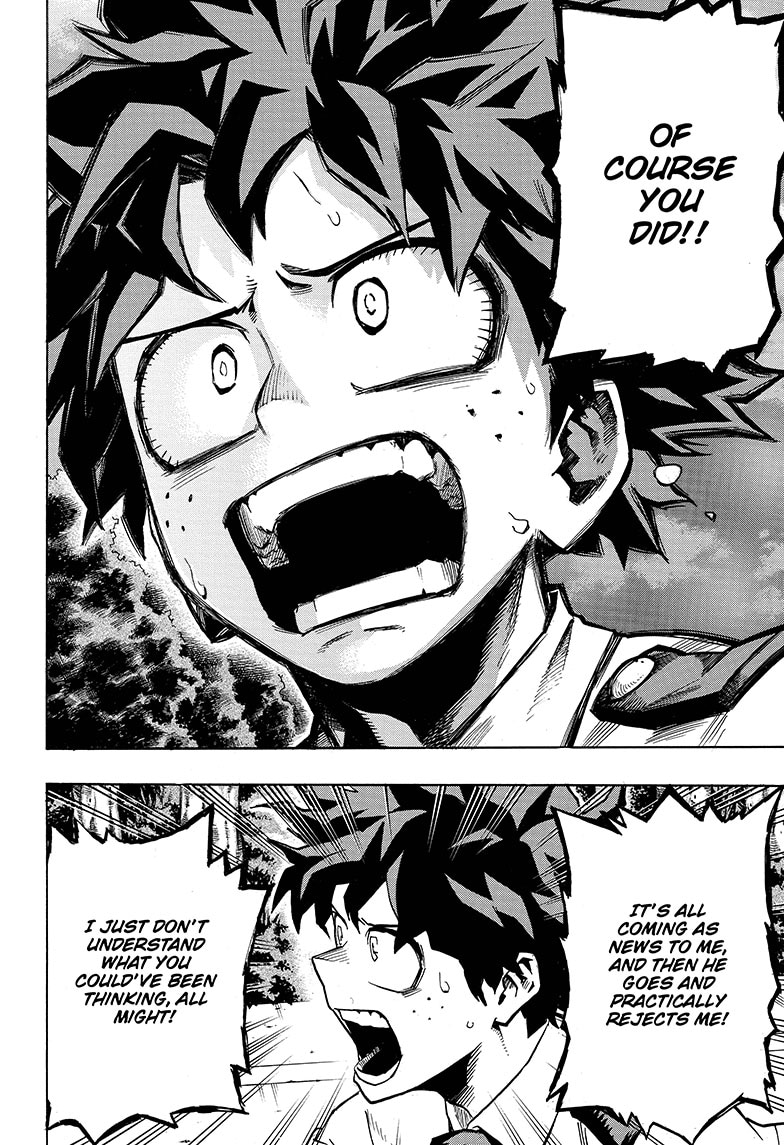 OF
COURSE
YOU
DID!!
IT'S ALL
COMING AS
NEWS TO ME,
AND THEN HE
GOES AND
PRACTICALLY
REJECTS ME!
I JUST DON'T
UNDERSTAND
WHAT YOU
COULD'VE BEEN
THINKING, ALL
MIGHT!